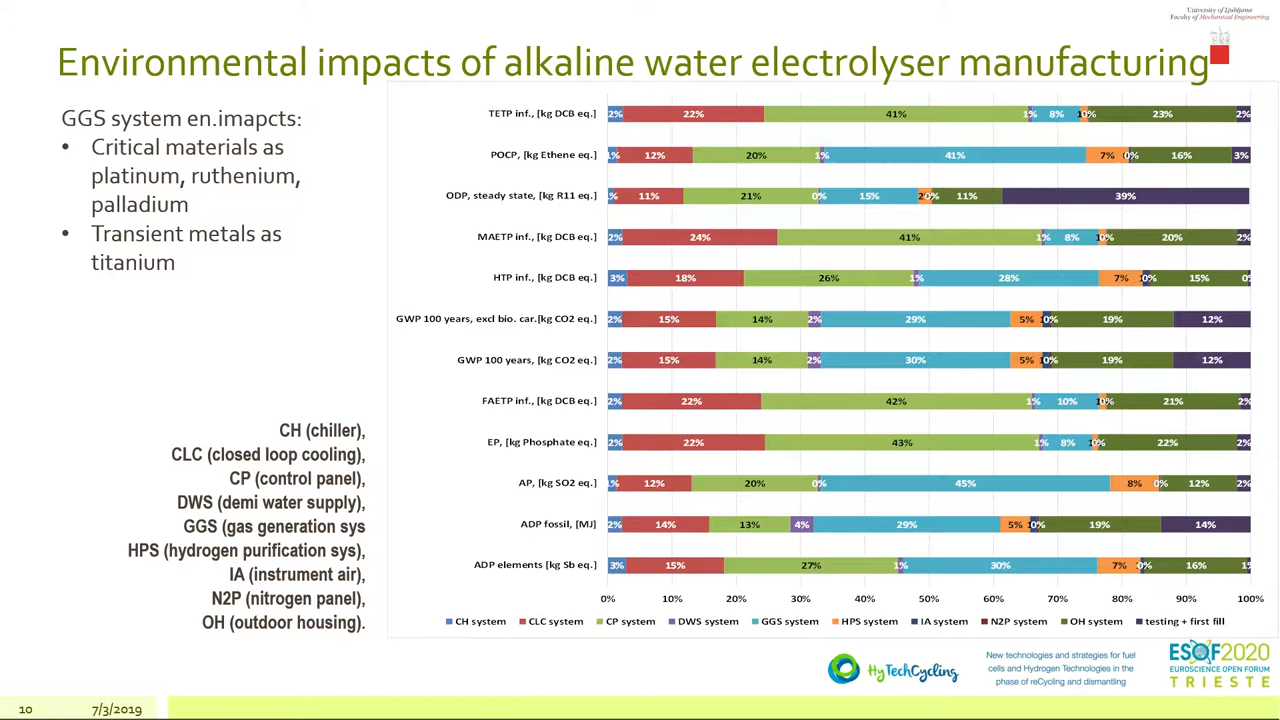 University of Ljubljana
Faculty of Mechanical Engineering
Environmental impacts of alkaline water electrolyser manufacturing
GGS system en.imapcts:
• Critical materials as
platinum, ruthenium,
palladium
• Transient metals as
titanium
CH (chiller),
CLC (closed loop cooling),
CP (control panel),
DWS (demi water supply),
GGS (gas generation sys
HPS (hydrogen purification sys),
IA (instrument air),
N2P (nitrogen panel),
OH (outdoor housing).
TETP inf., [kg DCB eq.] 2% 22% 41% 1% 8% 1 0% 23% 2%
POCP, [kg Ethene eq.] 1% 12% 20% 1% 41% 7% 0% 16% 3%
ODP, steady state, [kg R11 eq.] 1% 11% 21% 0% 15% 2 0% 11% 39%
MAETP inf., [kg DCB eq.] 2% 24% 41% 1% 8% 1 0% 20% 2%
HTP inf., [kg DCB eq.] 3% 18% 26% 1% 28% 7% 0% 15% 0%
GWP 100 years, excl bio. car.[kg CO2 eq.] 2% 15% 14% 2% 29% 5% 1 0% 19% 12%
GWP 100 years, [kg CO2 eq.] 2% 15% 14% 2% 30% 5% 1 0% 19% 12%
FAETP inf., [kg DCB eq.] 2% 22% 42% 1% 10% 1 0% 21% 2%
EP, [kg Phosphate eq.] 2% 22% 43% 1% 8% 1 0% 22% 2%
AP, [kg SO2 eq.] 1% 12% 20% 0% 45% 8% 0% 12% 2%
ADP fossil, [MJ] 2% 14% 13% 4% 29% 5% 1 0% 19% 14%
ADP elements [kg Sb eq.] 3% 15% 27% 1% 30% 7% 0% 16% 1%
0% 10% 20% 30% 40% 50% 60% 70% 80% 90% 100%
CH system CLC system CP system DWS system GGS system HPS system IA system N2P system OH system testing + first fill
HyTechCycling
New technologies and strategies for fuel
cells and Hydrogen Technologies in the
phase of reCycling and dismantling
ESOF2020
EUROSCIENCE OPEN FORUM
TRIESTE
10 7/3/2019